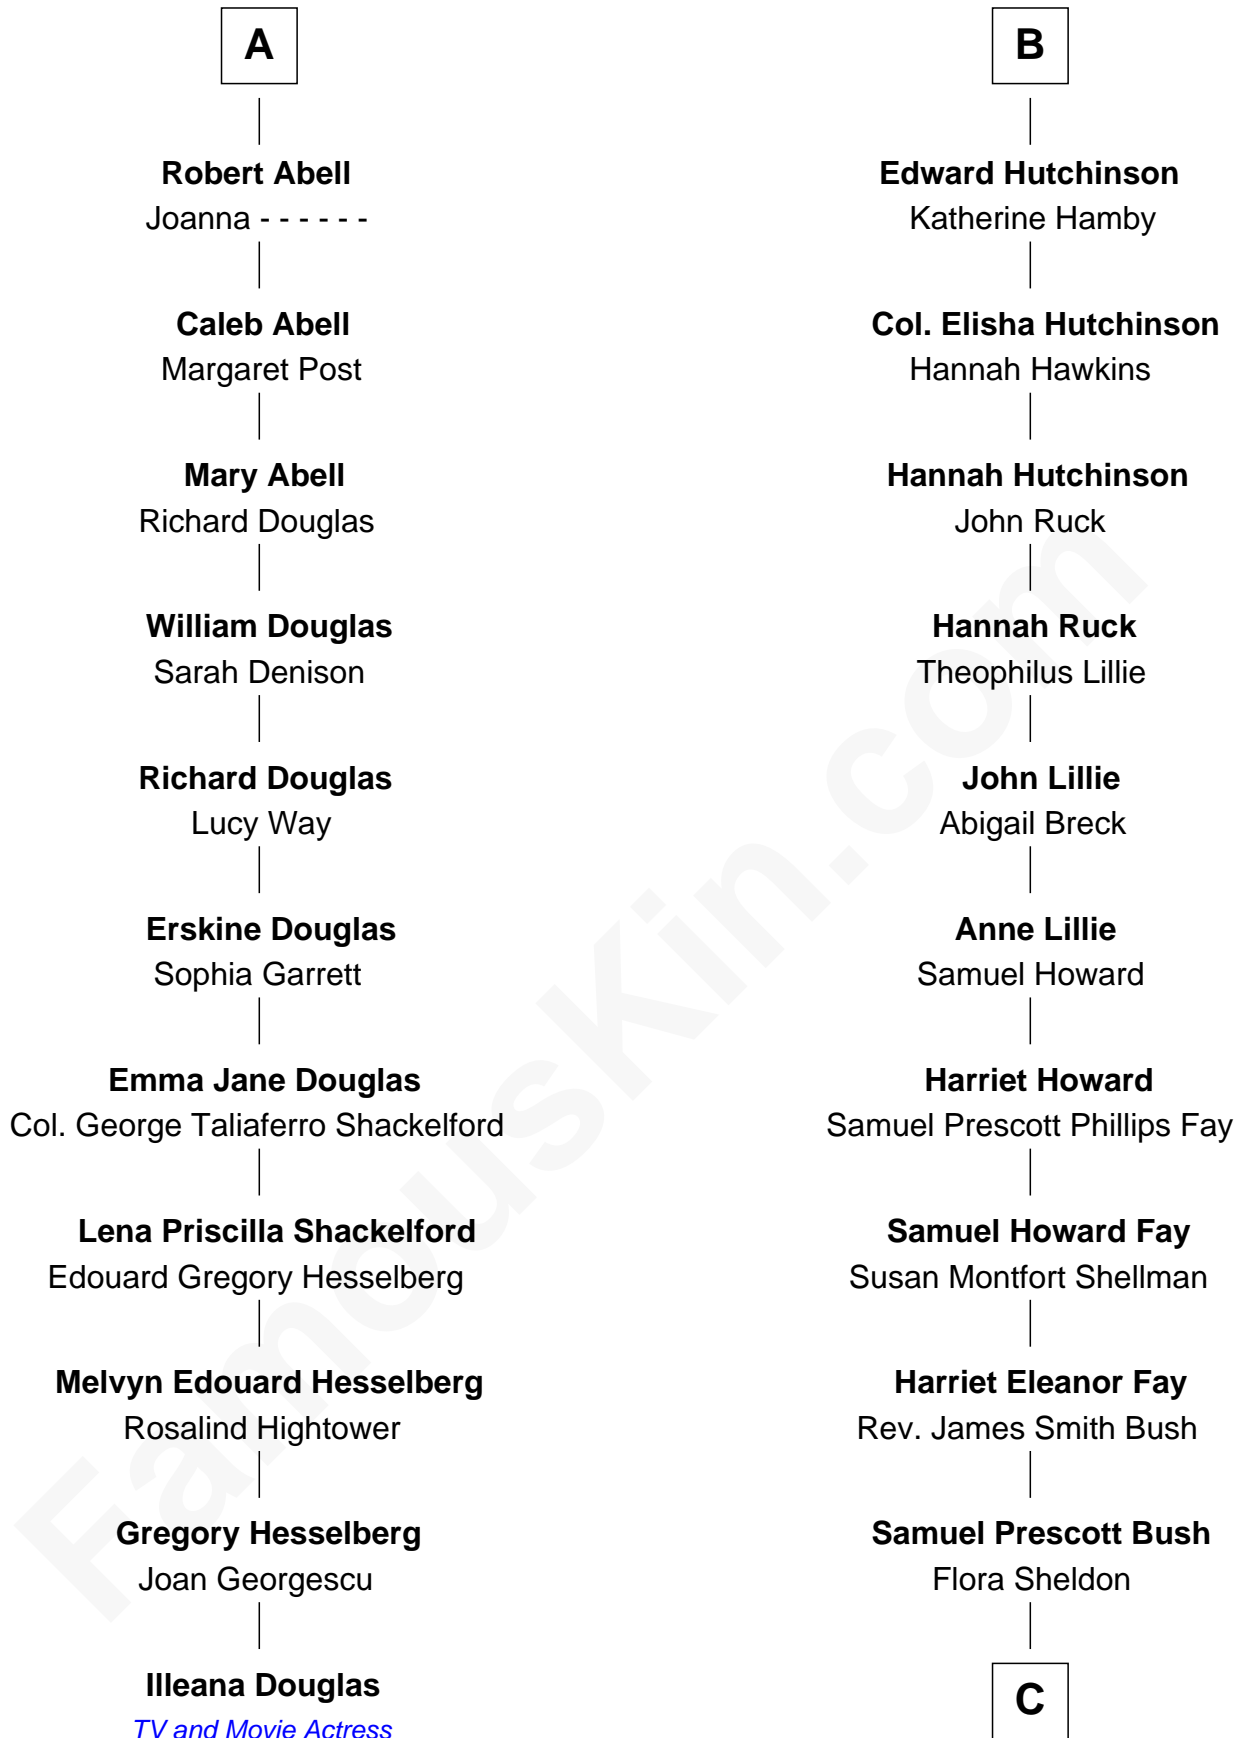 A
Robert Abell
Joanna - - - - - -
Caleb Abell
Margaret Post
Mary Abell
Richard Douglas
William Douglas
Sarah Denison
Richard Douglas
Lucy Way
Erskine Douglas
Sophia Garrett
Emma Jane Douglas
Col. George Taliaferro Shackelford
Lena Priscilla Shackelford
Edouard Gregory Hesselberg
Melvyn Edouard Hesselberg
Rosalind Hightower
Gregory Hesselberg
Joan Georgescu
Illeana Douglas
TV and Movie Actress
B
Edward Hutchinson
Katherine Hamby
Col. Elisha Hutchinson
Hannah Hawkins
Hannah Hutchinson
John Ruck
Hannah Ruck
Theophilus Lillie
John Lillie
Abigail Breck
Anne Lillie
Samuel Howard
Harriet Howard
Samuel Prescott Phillips Fay
Samuel Howard Fay
Susan Montfort Shellman
Harriet Eleanor Fay
Rev. James Smith Bush
Samuel Prescott Bush
Flora Sheldon
C
FamousKin.com